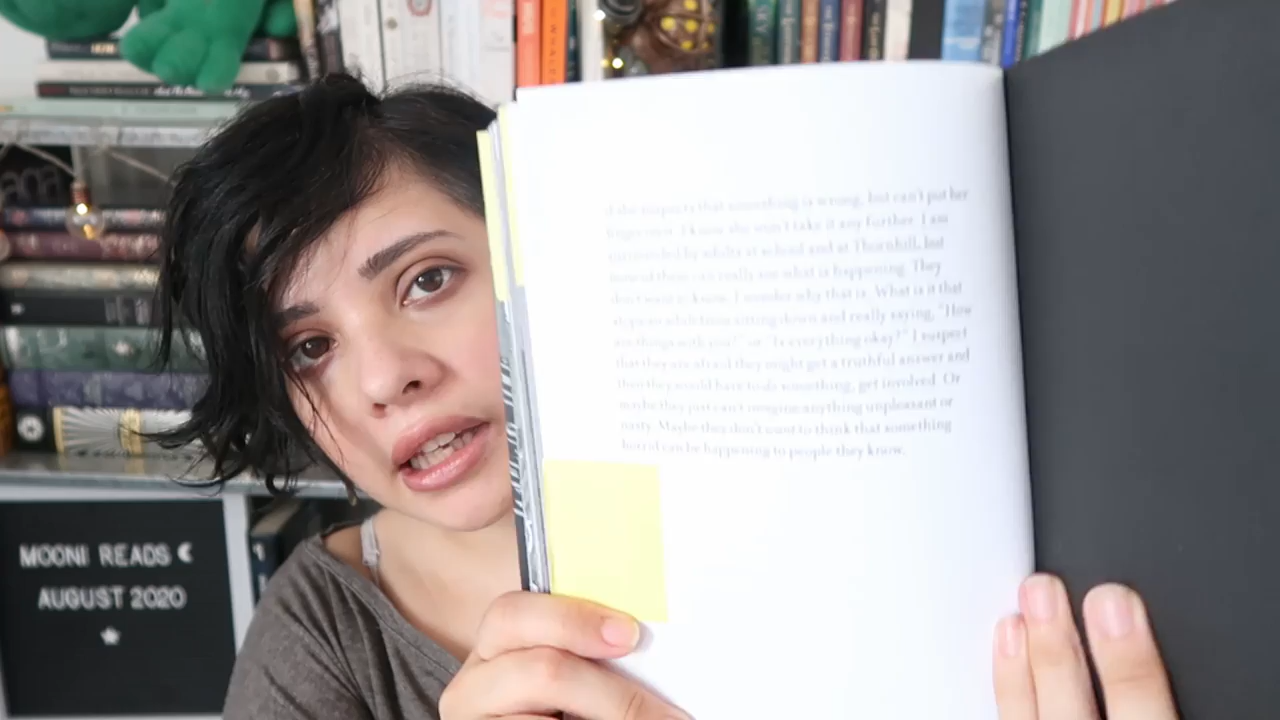 if she suspects that something is wrong, but can't put her
finger on it. I know she won't take it any further. I am
surrounded by adults at school and at Thornhill, but
none of them can really see what is happening. They
don't want to know. I wonder why that is. What is it that
stops an adult from sitting down and really saying, "How
are things with you?" or "Is everything okay?" I suspect
that they are afraid they might get a truthful answer and
then they would have to do something, get involved. Or
maybe they just can't imagine anything unpleasant or
nasty. Maybe they don't want to think that something
horrid can be happening to people they know.
MOONI READS
AUGUST 2020